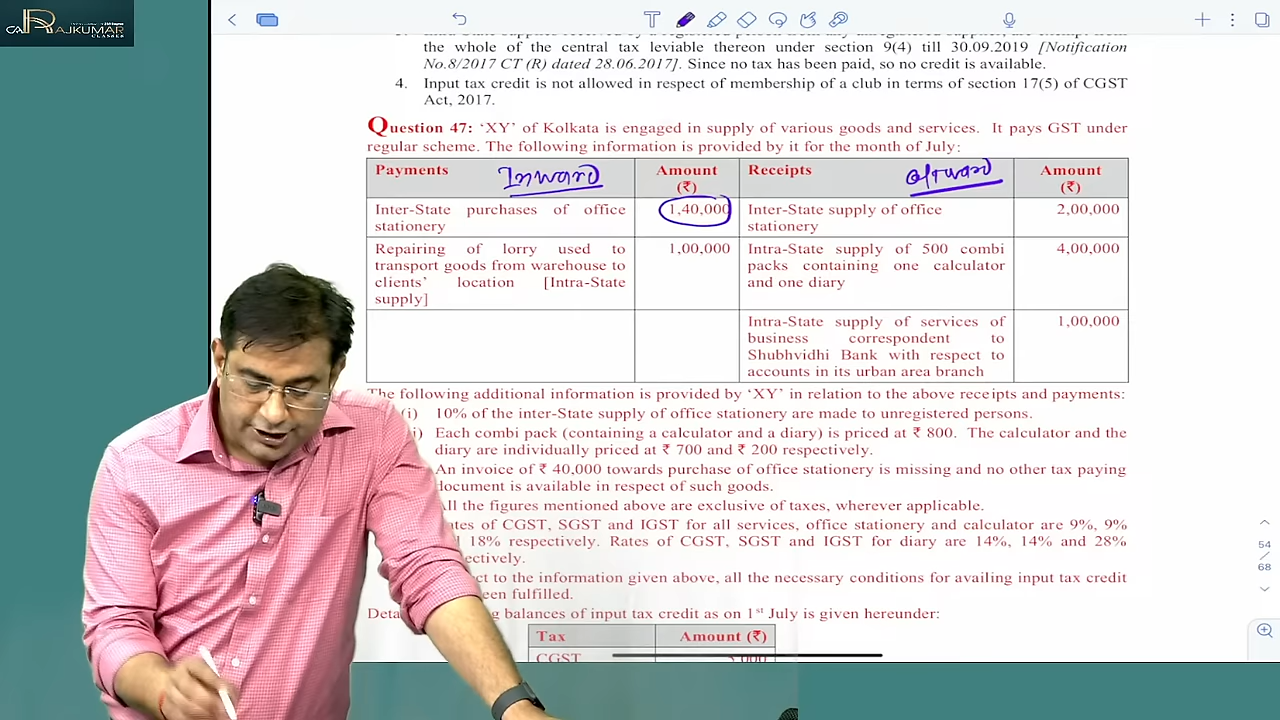 CA RAJKUMAR
the whole of the central tax leviable thereon under section 9(4) till 30.09.2019 [Notification
No.8/2017 CT (R) dated 28.06.2017]. Since no tax has been paid, so no credit is available.
4. Input tax credit is not allowed in respect of membership of a club in terms of section 17(5) of CGST
Act, 2017.
Question 47: ‘XY’ of Kolkata is engaged in supply of various goods and services. It pays GST under
regular scheme. The following information is provided by it for the month of July:
Payments Inward Amount (₹) Receipts Amount (₹)
Inter-State purchases of office stationery 1,40,000 Inter-State supply of office stationery 2,00,000
Repairing of lorry used to transport goods from warehouse to clients’ location [Intra-State supply] 1,00,000 Intra-State supply of 500 combi packs containing one calculator and one diary 4,00,000
Intra-State supply of services of business correspondent to Shubhvidhi Bank with respect to accounts in its urban area branch 1,00,000
The following additional information is provided by ‘XY’ in relation to the above receipts and payments:
(i) 10% of the inter-State supply of office stationery are made to unregistered persons.
i) Each combi pack (containing a calculator and a diary) is priced at ₹ 800. The calculator and the
diary are individually priced at ₹ 700 and ₹ 200 respectively.
An invoice of ₹ 40,000 towards purchase of office stationery is missing and no other tax paying
document is available in respect of such goods.
All the figures mentioned above are exclusive of taxes, wherever applicable.
ates of CGST, SGST and IGST for all services, office stationery and calculator are 9%, 9%
18% respectively. Rates of CGST, SGST and IGST for diary are 14%, 14% and 28%
ectively.
ct to the information given above, all the necessary conditions for availing input tax credit
een fulfilled.
Deta g balances of input tax credit as on 1st July is given hereunder:
Tax Amount (₹)
CGST 5,000
54
68